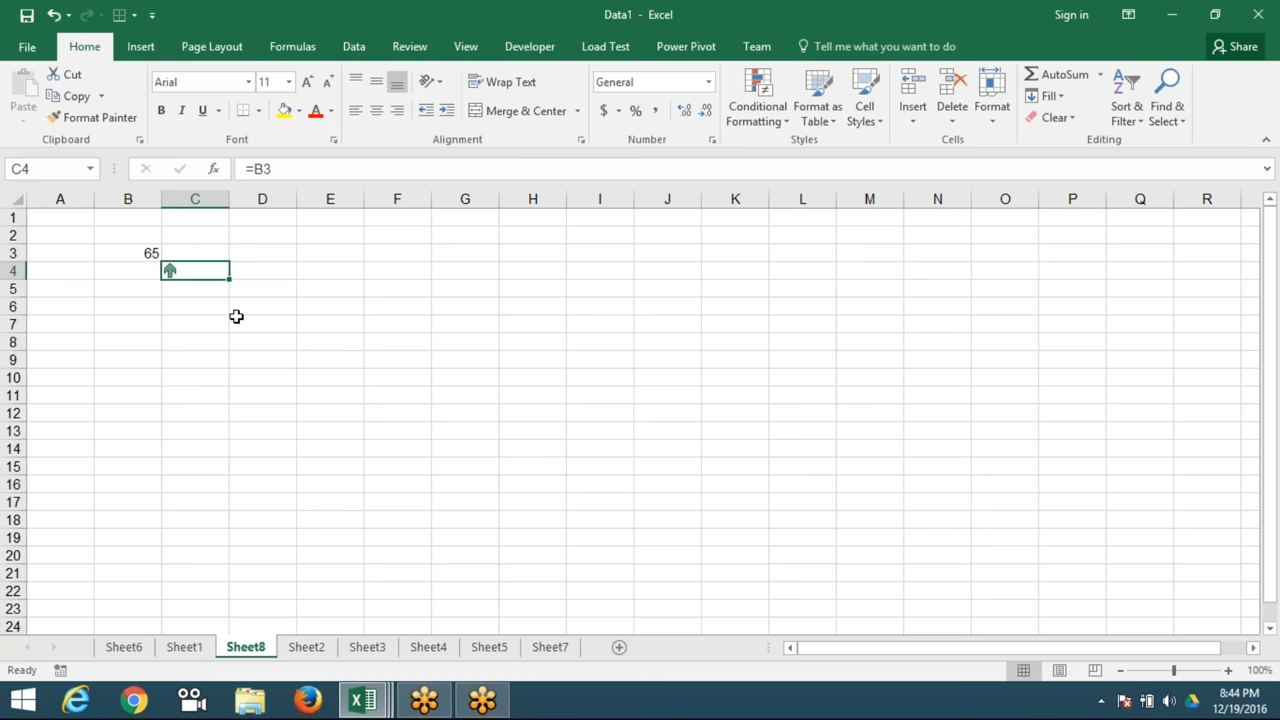 Data1 - Excel
Sign in
File Home Insert Page Layout Formulas Data Review View Developer Load Test Power Pivot Team Tell me what you want to do Share
Paste
Cut
Copy
Format Painter
Clipboard
Arial 11
B I U
Font
Wrap Text
Merge & Center
Alignment
General
$ % ,
Number
Conditional Formatting
Format as Table
Cell Styles
Styles
Insert
Delete
Format
Cells
AutoSum
Fill
Clear
Sort & Filter
Find & Select
Editing
C4 fx =B3
A B C D E F G H I J K L M N O P Q R
1
2
3 65
4
5
6
7
8
9
10
11
12
13
14
15
16
17
18
19
20
21
22
23
24
Sheet6 Sheet1 Sheet8 Sheet2 Sheet3 Sheet4 Sheet5 Sheet7
Ready 100%
8:44 PM
12/19/2016